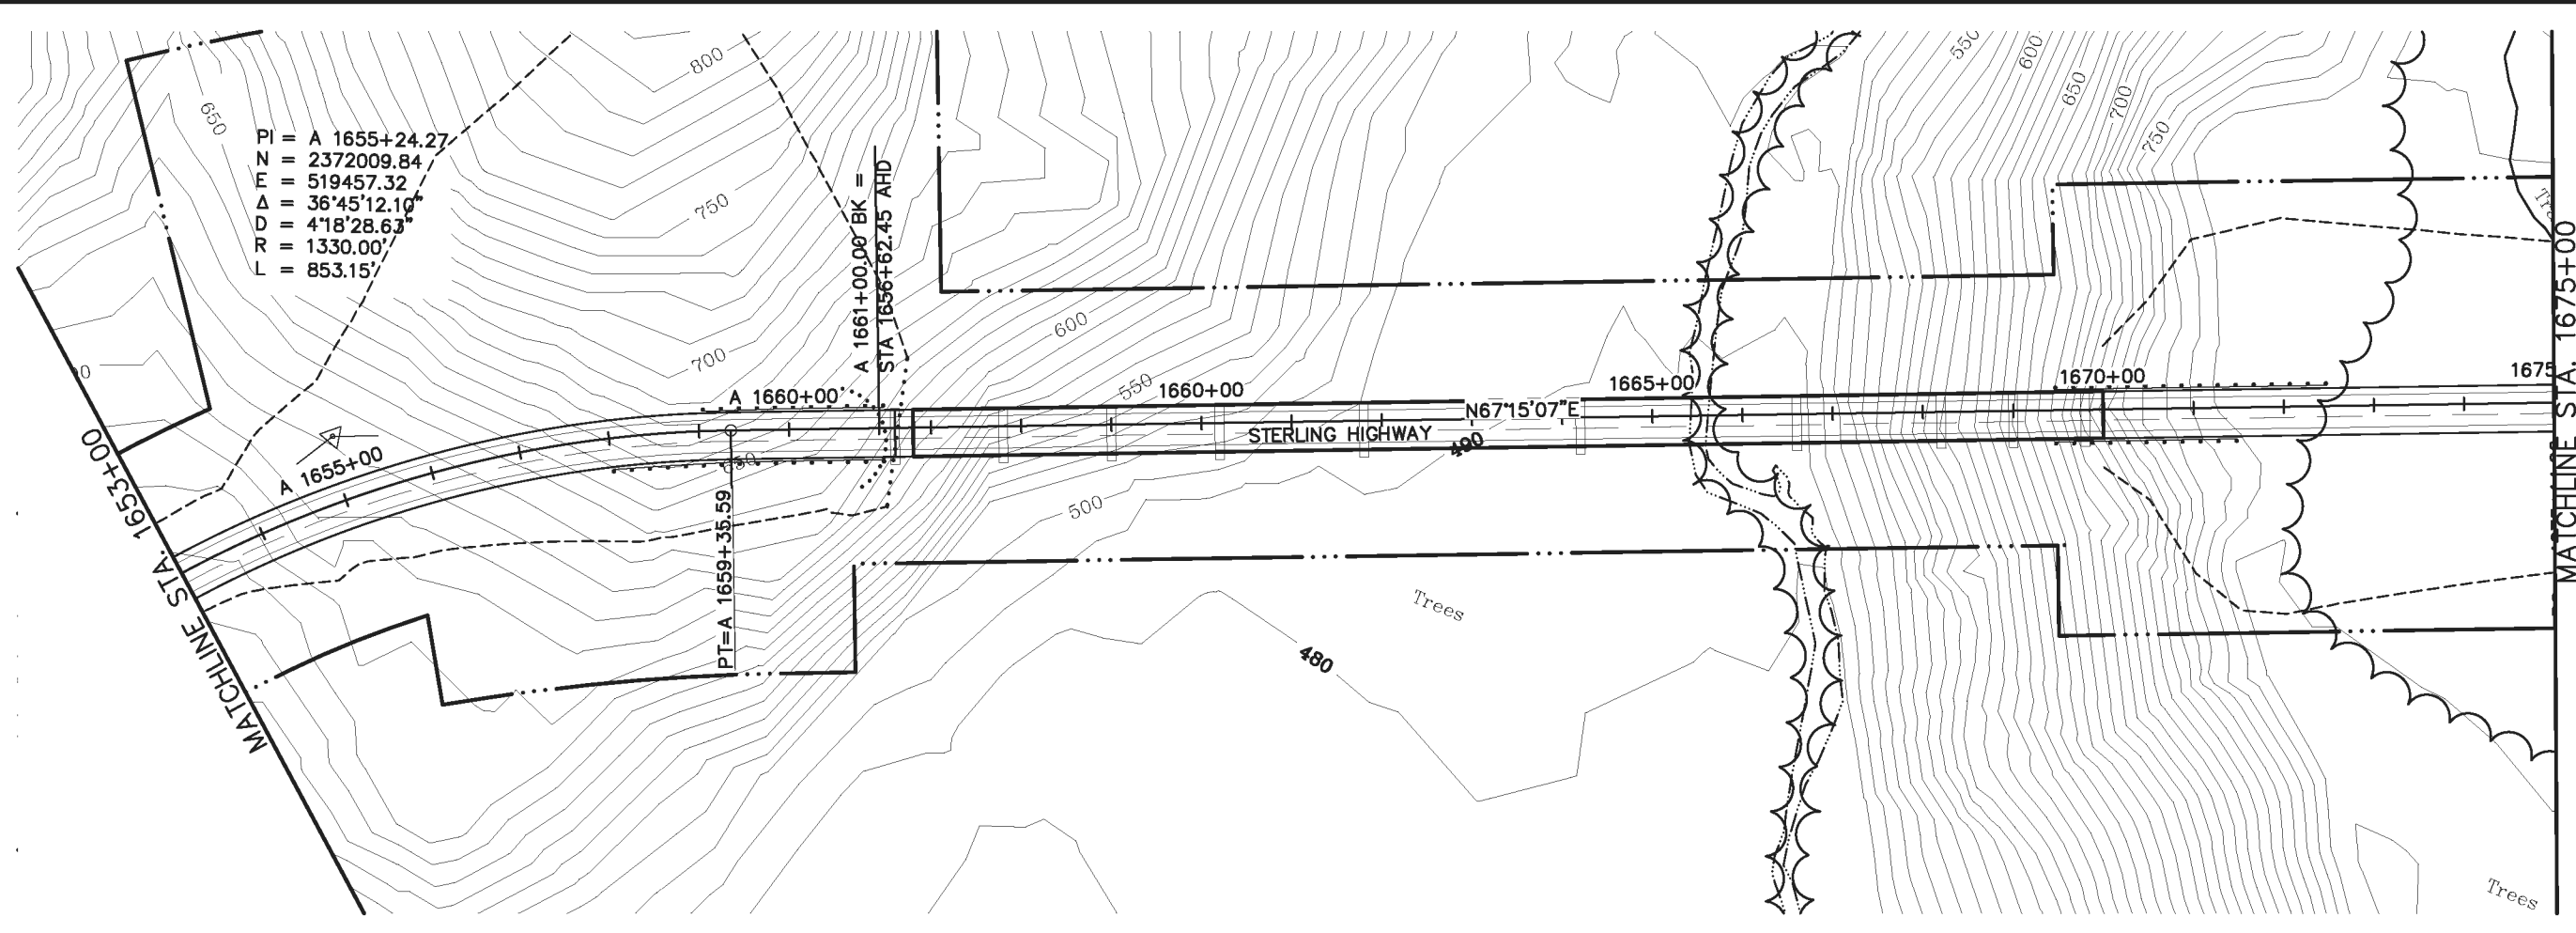 PI = A 1655+24.27
N = 2372009.84
E = 519457.32
Δ = 36°45'12.10"
D = 4°18'28.63"
R = 1330.00'
L = 853.15'
MATCHLINE STA. 1653+00
A 1655+00
A 1660+00
PT=A 1659+35.59
A 1661+00.00 BK =
STA 1656+62.45 AHD
1660+00
STERLING HIGHWAY
N67°15'07"E
1665+00
1670+00
1675
MATCHLINE STA. 1675+00
650
800
750
700
650
600
550
500
490
480
550
600
650
700
750
Trees
Trees